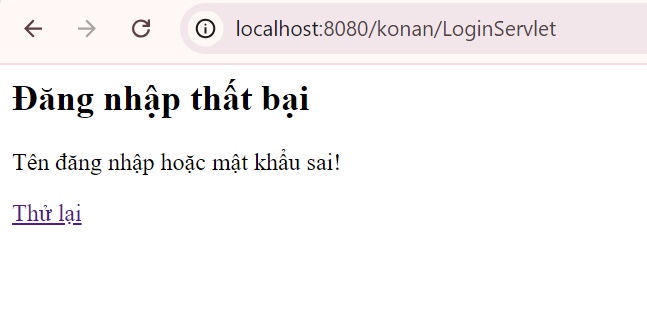 localhost:8080/konan/LoginServlet
Đăng nhập thất bại
Tên đăng nhập hoặc mật khẩu sai!
Thử lại